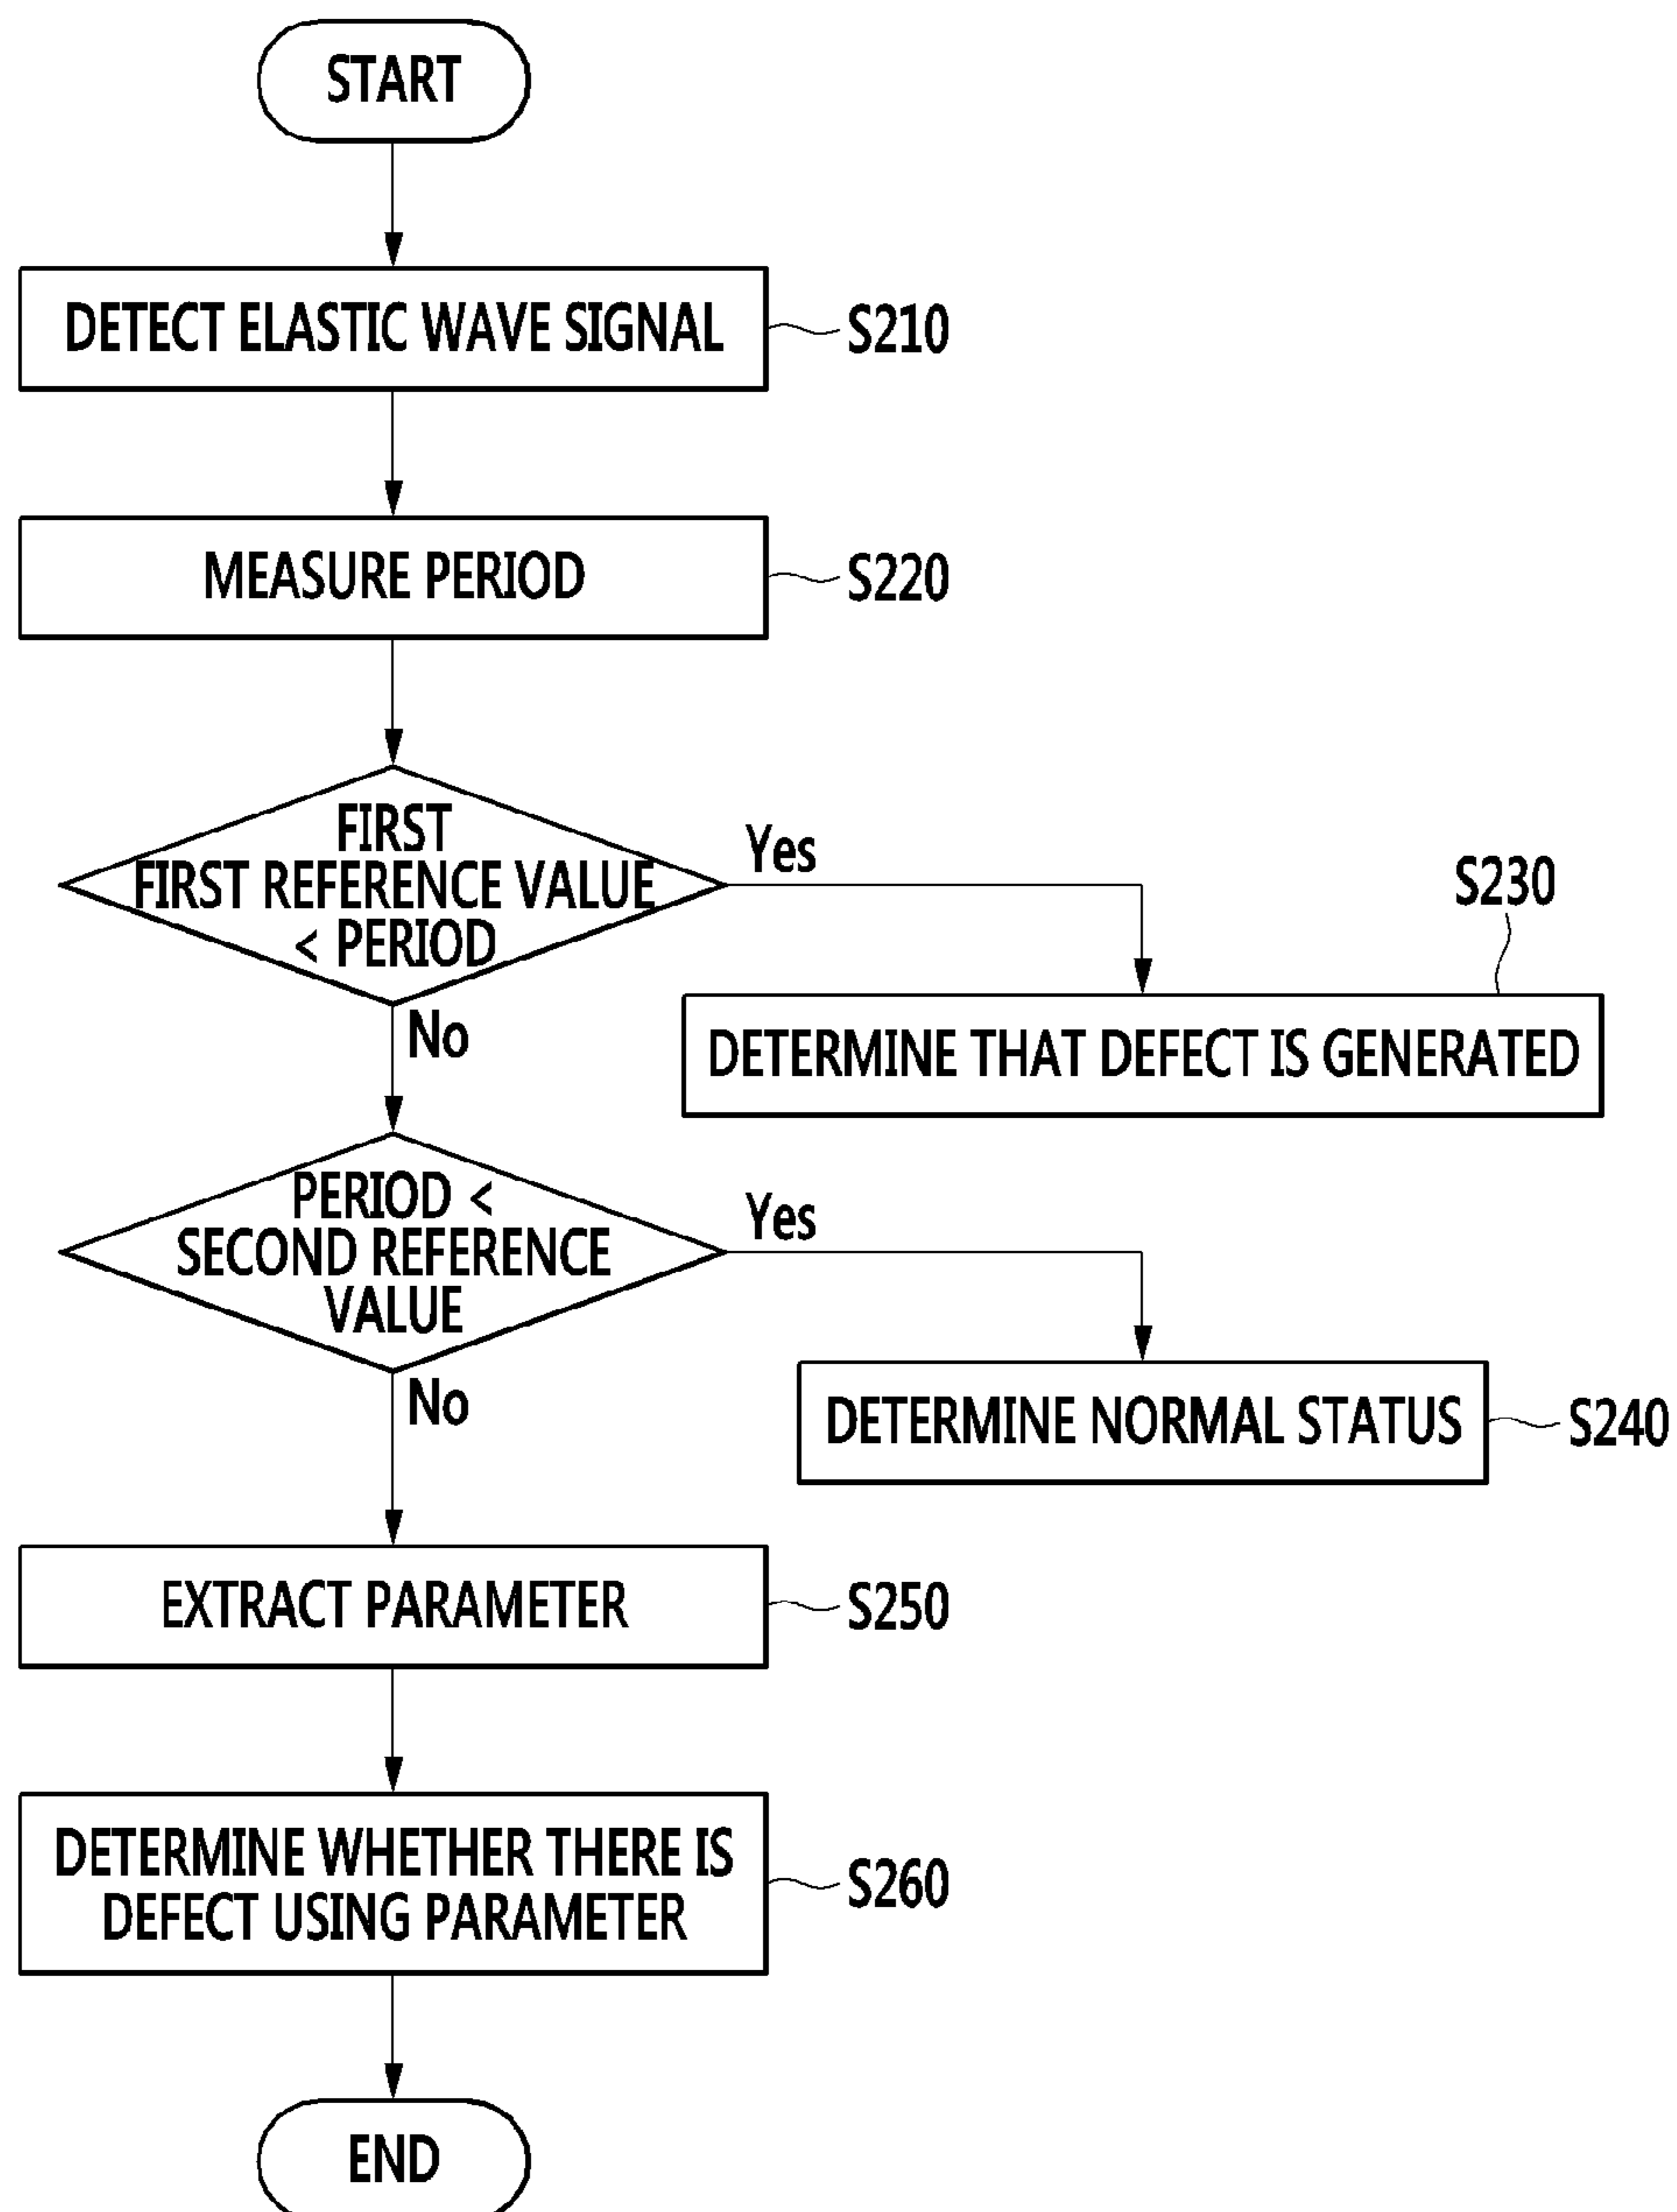 START
DETECT ELASTIC WAVE SIGNAL
S210
MEASURE PERIOD
S220
FIRST
FIRST REFERENCE VALUE
< PERIOD
Yes
No
S230
DETERMINE THAT DEFECT IS GENERATED
PERIOD <
SECOND REFERENCE
VALUE
Yes
No
DETERMINE NORMAL STATUS
S240
EXTRACT PARAMETER
S250
DETERMINE WHETHER THERE IS
DEFECT USING PARAMETER
S260
END